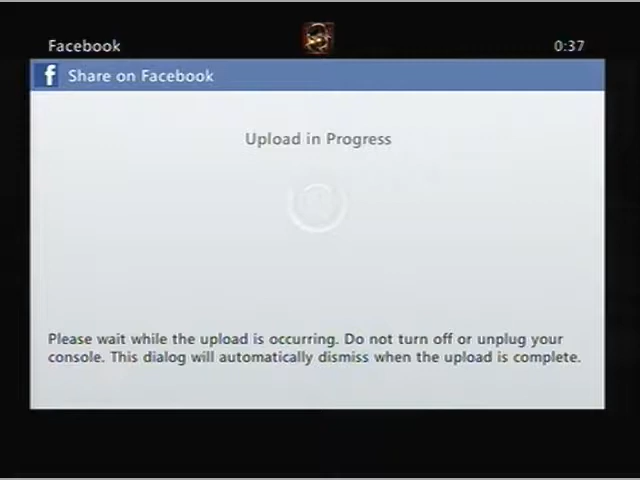 Facebook
0:37
f Share on Facebook
Upload in Progress
Please wait while the upload is occurring. Do not turn off or unplug your
console. This dialog will automatically dismiss when the upload is complete.